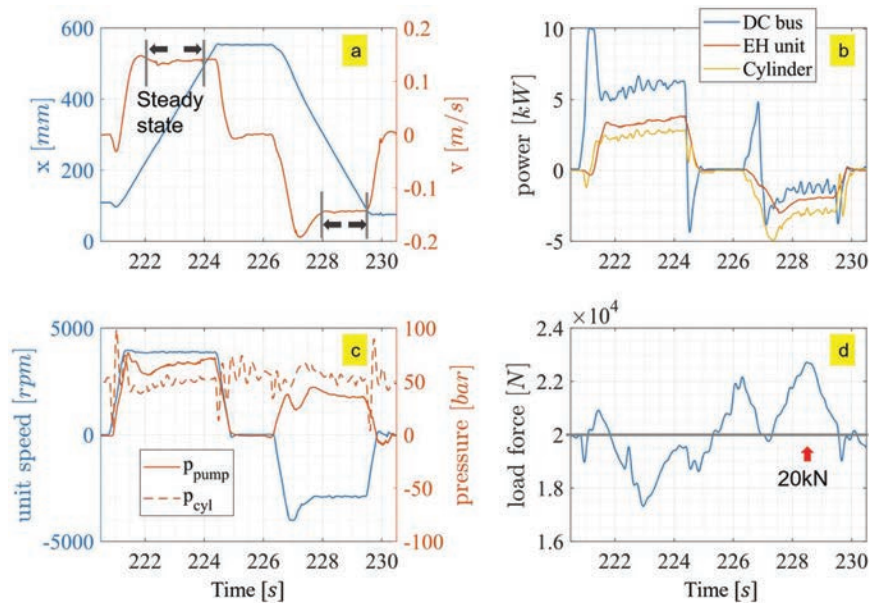 600
400
200
0
x [mm]
0.2
0.1
0
-0.1
-0.2
v [m/s]
a
Steady
state
222 224 226 228 230
10
5
0
-5
power [kW]
DC bus
EH unit
Cylinder
b
222 224 226 228 230
5000
0
-5000
unit speed [rpm]
100
50
0
-50
-100
pressure [bar]
c
p_pump
p_cyl
222 224 226 228 230
Time [s]
×10^4
2.4
2.2
2
1.8
1.6
load force [N]
d
20kN
222 224 226 228 230
Time [s]